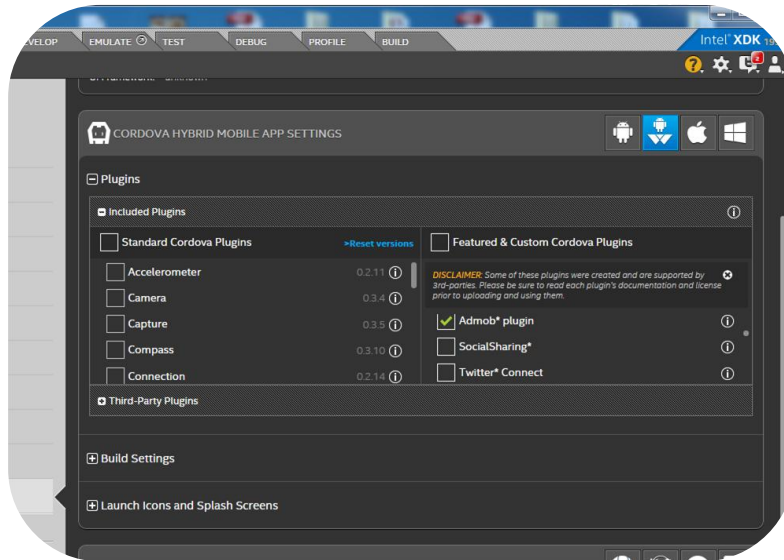 EMULATE
TEST
DEBUG
PROFILE
BUILD
Intel® XDK
2
CORDOVA HYBRID MOBILE APP SETTINGS
Plugins
Included Plugins
Standard Cordova Plugins
>Reset versions
Accelerometer 0.2.11
Camera 0.3.4
Capture 0.3.5
Compass 0.3.10
Connection 0.2.14
Featured & Custom Cordova Plugins
DISCLAIMER: Some of these plugins were created and are supported by
3rd-parties. Please be sure to read each plugin's documentation and license
prior to uploading and using them.
Admob* plugin
SocialSharing*
Twitter* Connect
Third-Party Plugins
Build Settings
Launch Icons and Splash Screens